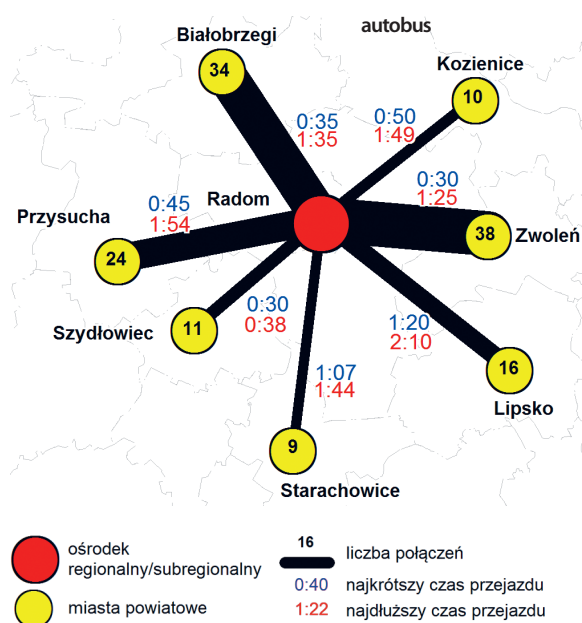 autobus
Białobrzegi
34
Kozienice
10
0:35
1:35
0:50
1:49
0:30
1:25
0:45
1:54
Radom
Przysucha
24
38
Zwoleń
Szydłowiec
11
0:30
0:38
1:20
2:10
16
Lipsko
1:07
1:44
9
Starachowice
ośrodek
regionalny/subregionalny
miasta powiatowe
16
liczba połączeń
0:40
najkrótszy czas przejazdu
1:22
najdłuższy czas przejazdu